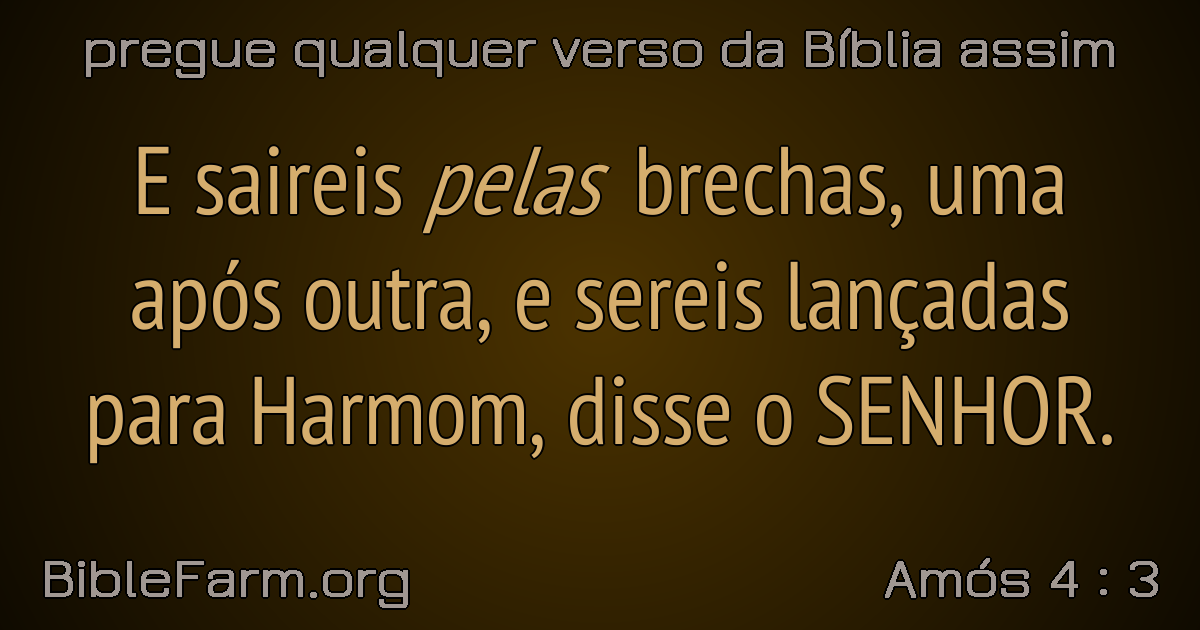 pregue qualquer verso da Bíblia assim
E saireis pelas brechas, uma
após outra, e sereis lançadas
para Harmom, disse o SENHOR.
BibleFarm.org
Amós 4 : 3